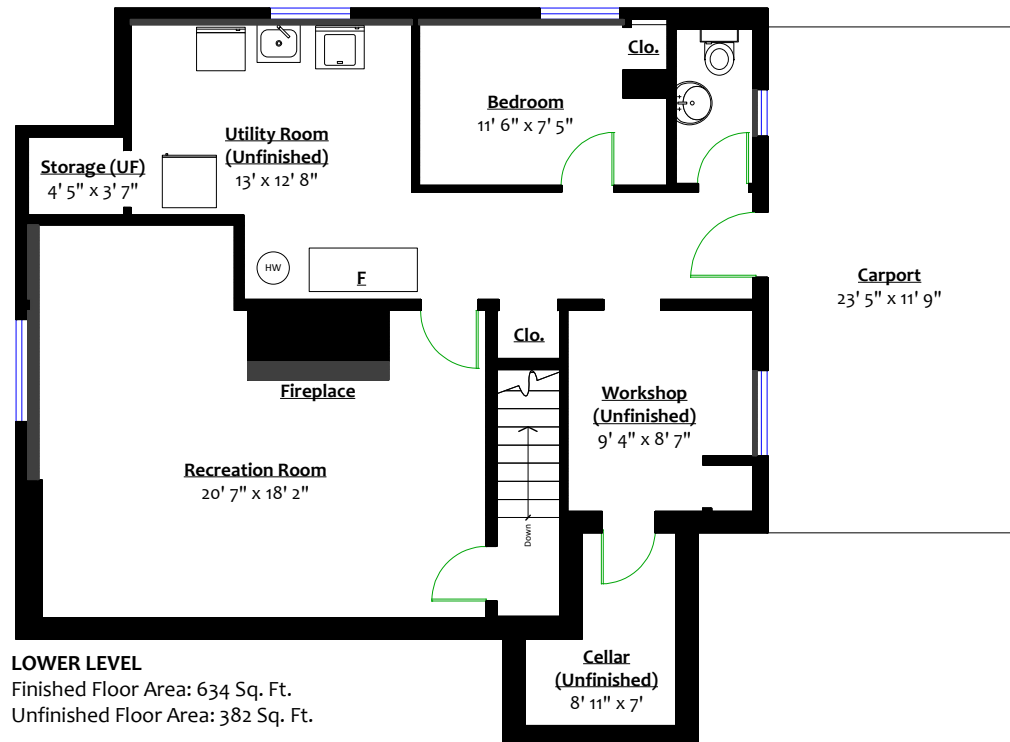 Clo.
Bedroom
11' 6" x 7' 5"
Utility Room
(Unfinished)
13' x 12' 8"
Storage (UF)
4' 5" x 3' 7"
HW
F
Carport
23' 5" x 11' 9"
Clo.
Fireplace
Workshop
(Unfinished)
9' 4" x 8' 7"
Recreation Room
20' 7" x 18' 2"
Down
Cellar
(Unfinished)
8' 11" x 7'
LOWER LEVEL
Finished Floor Area: 634 Sq. Ft.
Unfinished Floor Area: 382 Sq. Ft.